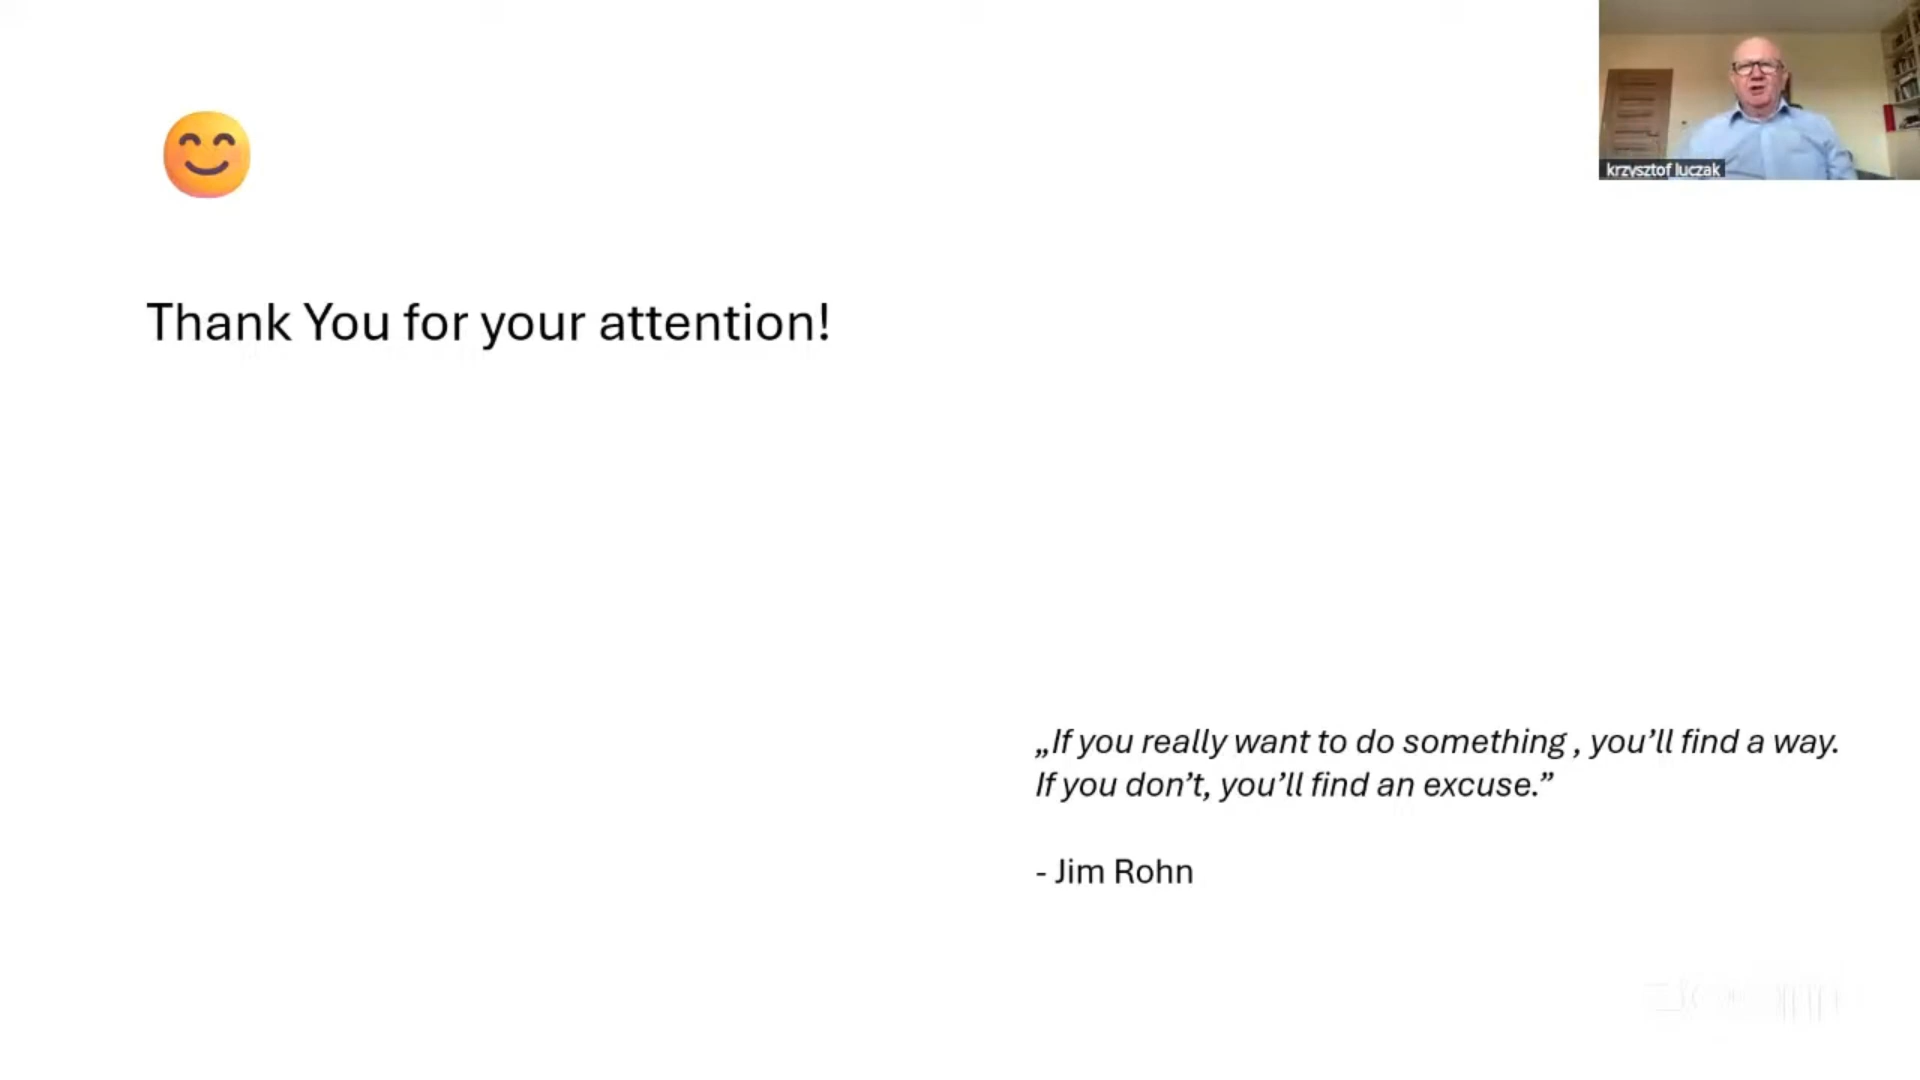 krzysztof luczak
Thank You for your attention!
„If you really want to do something , you’ll find a way.
If you don’t, you’ll find an excuse.”
- Jim Rohn